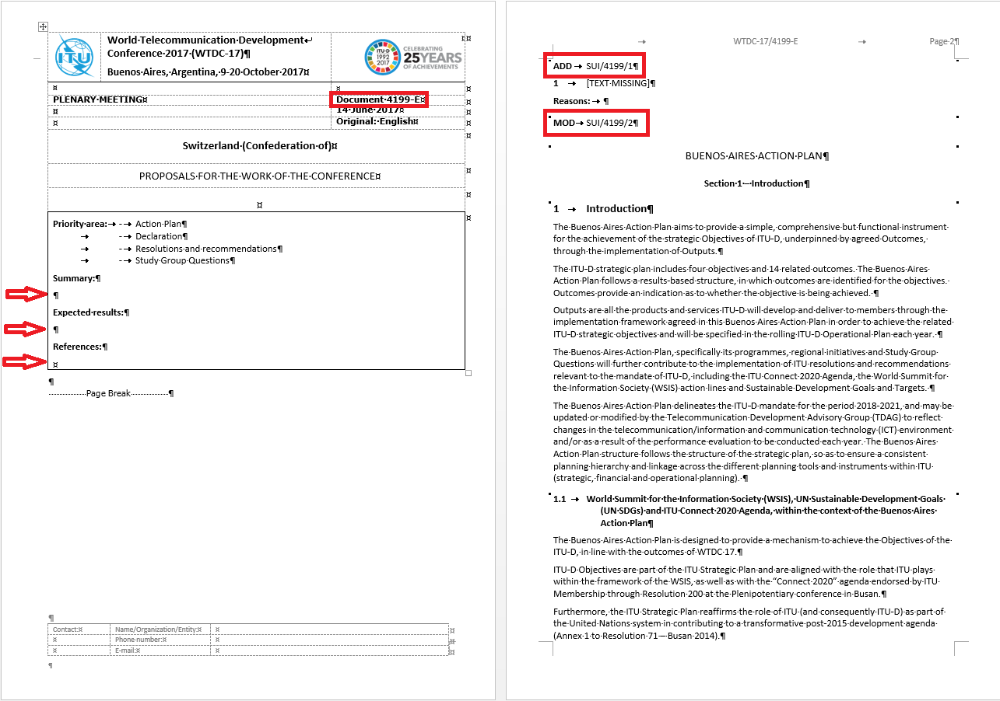 World Telecommunication Development
Conference 2017 (WTDC-17)
Buenos Aires, Argentina, 9-20 October 2017
ITU
ITU-D
1992
2017
CELEBRATING
25 YEARS
OF ACHIEVEMENTS
PLENARY MEETING
Document 4199-E
14 June 2017
Original: English
Switzerland (Confederation of)
PROPOSALS FOR THE WORK OF THE CONFERENCE
Priority area: - Action Plan
- Declaration
- Resolutions and recommendations
- Study Group Questions
Summary:
Expected results:
References:
Page Break
Contact: Name/Organization/Entity:
Phone number:
E-mail:
WTDC-17/4199-E Page 2
ADD SUI/4199/1
1 [TEXT MISSING]
Reasons:
MOD SUI/4199/2
BUENOS AIRES ACTION PLAN
Section 1 – Introduction
1 Introduction
The Buenos Aires Action Plan aims to provide a simple, comprehensive but functional instrument
for the achievement of the strategic Objectives of ITU-D, underpinned by agreed Outcomes,
through the implementation of Outputs.
The ITU-D strategic plan includes four objectives and 14 related outcomes. The Buenos Aires
Action Plan follows a results-based structure, in which outcomes are identified for the objectives.
Outcomes provide an indication as to whether the objective is being achieved.
Outputs are all the products and services ITU-D will develop and deliver to members through the
implementation framework agreed in this Buenos Aires Action Plan in order to achieve the related
ITU-D strategic objectives and will be specified in the rolling ITU-D Operational Plan each year.
The Buenos Aires Action Plan, specifically its programmes, regional initiatives and Study Group
Questions will further contribute to the implementation of ITU resolutions and recommendations
relevant to the mandate of ITU-D, including the ITU Connect 2020 Agenda, the World Summit for
the Information Society (WSIS) action lines and Sustainable Development Goals and Targets.
The Buenos Aires Action Plan delineates the ITU-D mandate for the period 2018-2021, and may be
updated or modified by the Telecommunication Development Advisory Group (TDAG) to reflect
changes in the telecommunication/information and communication technology (ICT) environment
and/or as a result of the performance evaluation to be conducted each year. The Buenos Aires
Action Plan structure follows the structure of the strategic plan, so as to ensure a consistent
planning hierarchy and linkage across the different planning tools and instruments within ITU
(strategic, financial and operational planning).
1.1 World Summit for the Information Society (WSIS), UN Sustainable Development Goals
(UN SDGs) and ITU Connect 2020 Agenda, within the context of the Buenos Aires
Action Plan
The Buenos Aires Action Plan is designed to provide a mechanism to achieve the Objectives of the
ITU-D, in line with the outcomes of WTDC 17.
ITU-D Objectives are part of the ITU Strategic Plan and are aligned with the role that ITU plays
within the framework of the WSIS, as well as with the “Connect 2020” agenda endorsed by ITU
Membership through Resolution 200 at the Plenipotentiary conference in Busan.
Furthermore, the ITU Strategic Plan reaffirms the role of ITU (and consequently ITU-D) as part of
the United Nations system in contributing to a transformative post-2015 development agenda
(Annex 1 to Resolution 71—Busan 2014).